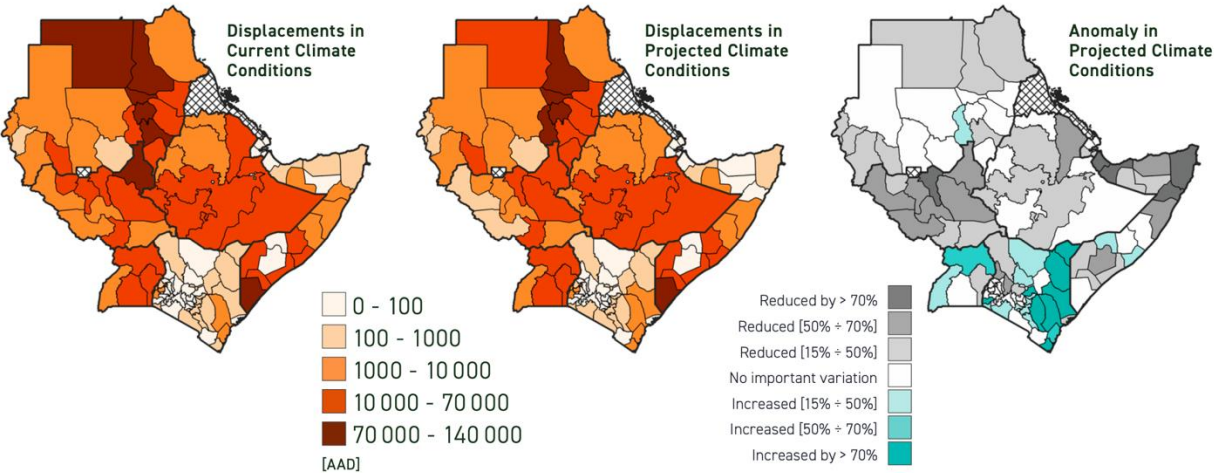 Displacements in
Current Climate
Conditions
Displacements in
Projected Climate
Conditions
Anomaly in
Projected Climate
Conditions
0 - 100
100 - 1000
1000 - 10 000
10 000 - 70 000
70 000 - 140 000
[AAD]
Reduced by > 70%
Reduced [50% ÷ 70%]
Reduced [15% ÷ 50%]
No important variation
Increased [15% ÷ 50%]
Increased [50% ÷ 70%]
Increased by > 70%